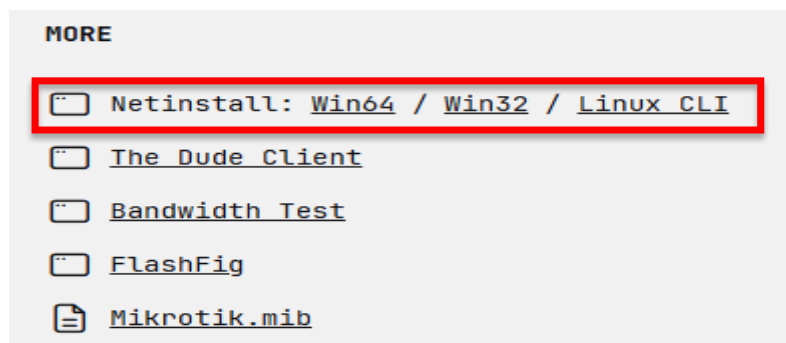 MORE
Netinstall: Win64 / Win32 / Linux CLI
The Dude Client
Bandwidth Test
FlashFig
Mikrotik.mib